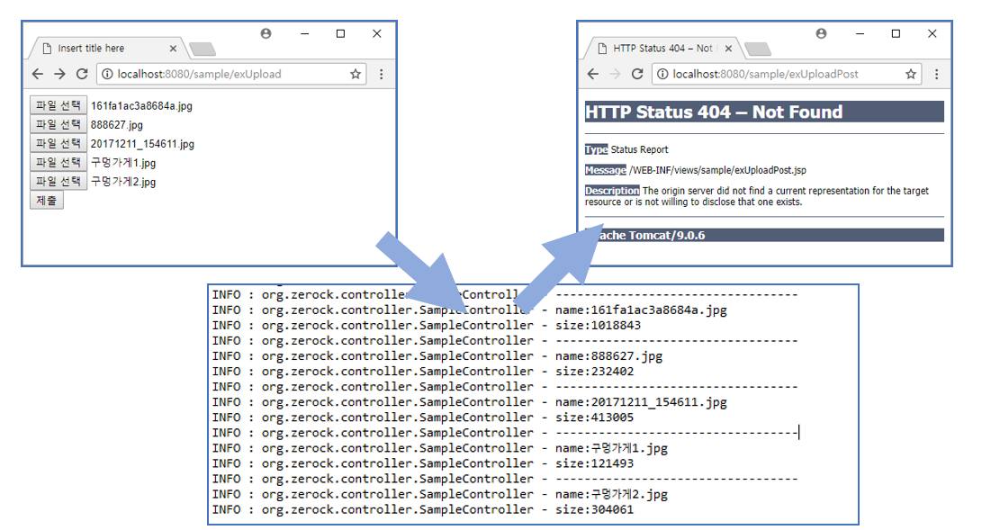 Insert title here
localhost:8080/sample/exUpload
파일 선택 161fa1ac3a8684a.jpg
파일 선택 888627.jpg
파일 선택 20171211_154611.jpg
파일 선택 구멍가게1.jpg
파일 선택 구멍가게2.jpg
제출
HTTP Status 404 – Not
localhost:8080/sample/exUploadPost
HTTP Status 404 – Not Found
Type Status Report
Message /WEB-INF/views/sample/exUploadPost.jsp
Description The origin server did not find a current representation for the target
resource or is not willing to disclose that one exists.
Tomcat/9.0.6
INFO : org.zerock.controller.SampleController - ----------------------------------
INFO : org.zerock.controller.SampleController - name:161fa1ac3a8684a.jpg
INFO : org.zerock.controller.SampleController - size:1018843
INFO : org.zerock.controller.SampleController - ----------------------------------
INFO : org.zerock.controller.SampleController - name:888627.jpg
INFO : org.zerock.controller.SampleController - size:232402
INFO : org.zerock.controller.SampleController - ----------------------------------
INFO : org.zerock.controller.SampleController - name:20171211_154611.jpg
INFO : org.zerock.controller.SampleController - size:413005
INFO : org.zerock.controller.SampleController - ----------------------------------
INFO : org.zerock.controller.SampleController - name:구멍가게1.jpg
INFO : org.zerock.controller.SampleController - size:121493
INFO : org.zerock.controller.SampleController - ----------------------------------
INFO : org.zerock.controller.SampleController - name:구멍가게2.jpg
INFO : org.zerock.controller.SampleController - size:304061